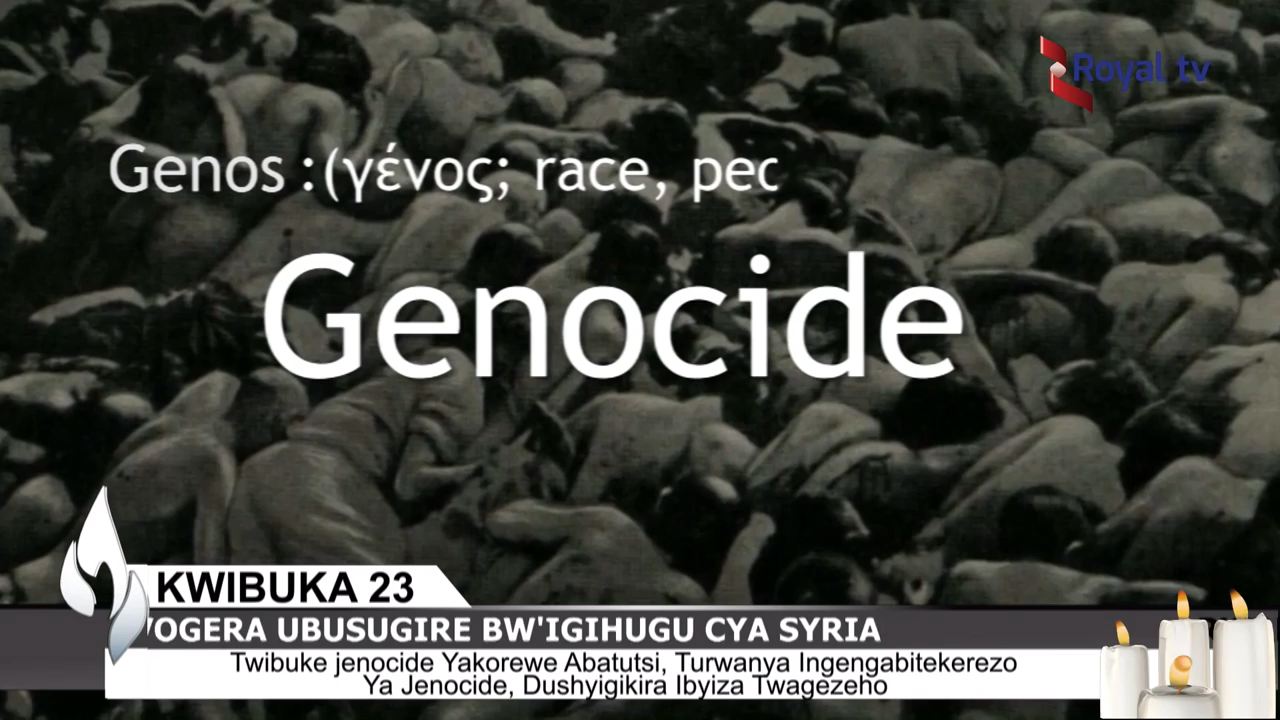 Royal tv
Genos :(γένος; race, pec
Genocide
KWIBUKA 23
OGERA UBUSUGIRE BW'IGIHUGU CYA SYRIA
Twibuke jenocide Yakorewe Abatutsi, Turwanya Ingengabitekerezo
Ya Jenocide, Dushyigikira Ibyiza Twagezeho